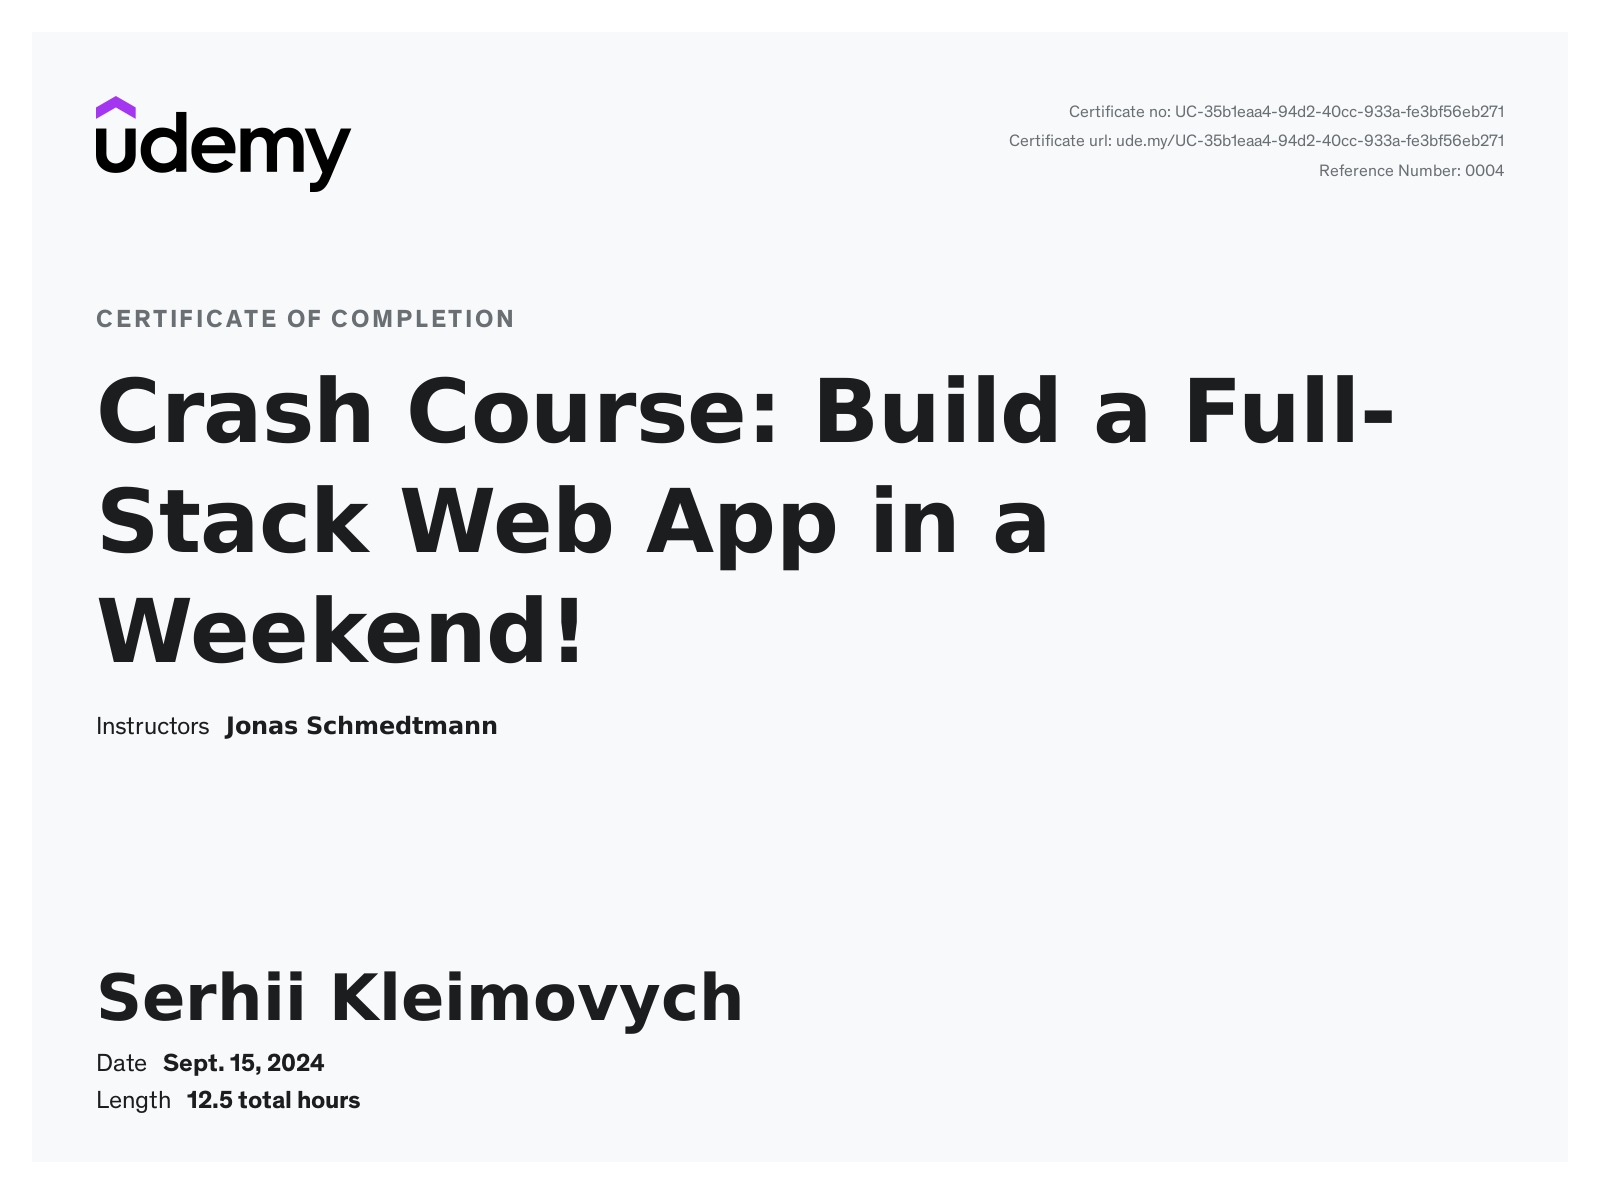 udemy
Certificate no: UC-35b1eaa4-94d2-40cc-933a-fe3bf56eb271
Certificate url: ude.my/UC-35b1eaa4-94d2-40cc-933a-fe3bf56eb271
Reference Number: 0004
CERTIFICATE OF COMPLETION
Crash Course: Build a Full-
Stack Web App in a
Weekend!
Instructors Jonas Schmedtmann
Serhii Kleimovych
Date Sept. 15, 2024
Length 12.5 total hours